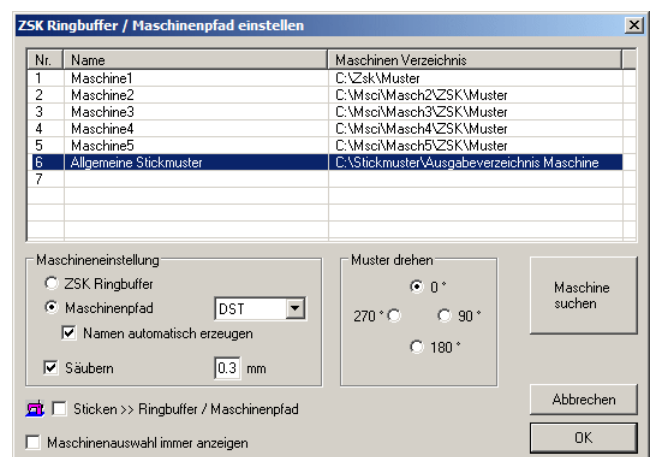 ZSK Ringbuffer / Maschinenpfad einstellen
Nr. Name Maschinen Verzeichnis
1 Maschine1 C:\Zsk\Muster
2 Maschine2 C:\Msci\Masch2\ZSK\Muster
3 Maschine3 C:\Msci\Masch3\ZSK\Muster
4 Maschine4 C:\Msci\Masch4\ZSK\Muster
5 Maschine5 C:\Msci\Masch5\ZSK\Muster
6 Allgemeine Stickmuster C:\Stickmuster\Ausgabeverzeichnis Maschine
7
Maschineneinstellung
ZSK Ringbuffer
Maschinenpfad DST
Namen automatisch erzeugen
Säubern 0.3 mm
Muster drehen
0 °
270 ° 90 °
180 °
Maschine
suchen
Sticken >> Ringbuffer / Maschinenpfad
Maschinenauswahl immer anzeigen
Abbrechen
OK